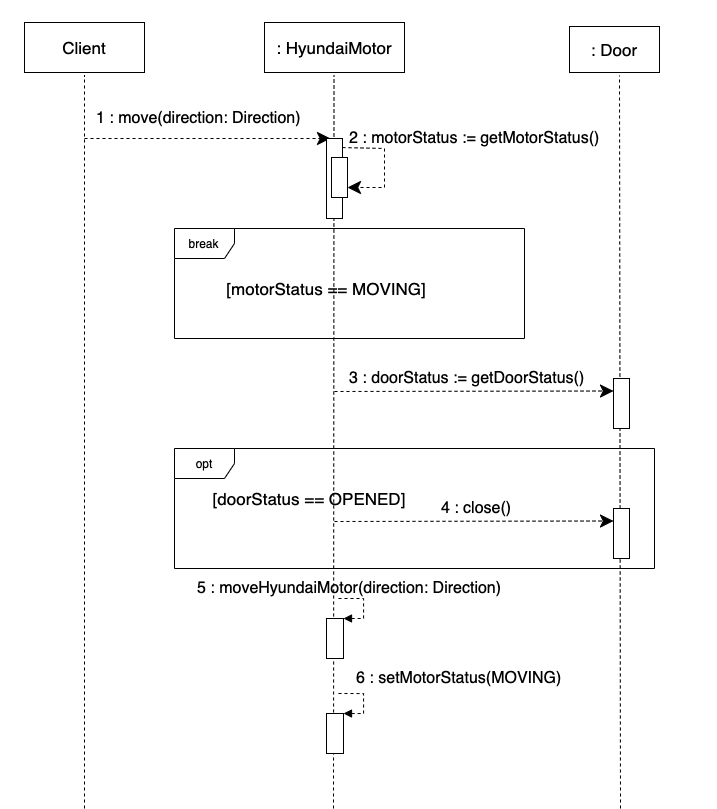 Client
: HyundaiMotor
: Door
1 : move(direction: Direction)
2 : motorStatus := getMotorStatus()
break
[motorStatus == MOVING]
3 : doorStatus := getDoorStatus()
opt
[doorStatus == OPENED]
4 : close()
5 : moveHyundaiMotor(direction: Direction)
6 : setMotorStatus(MOVING)